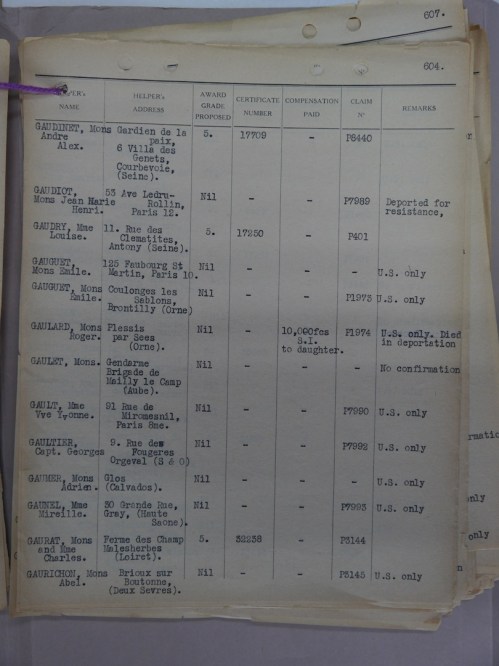 607.
604.
HELPER's NAME HELPER's ADDRESS AWARD GRADE PROPOSED CERTIFICATE NUMBER COMPENSATION PAID CLAIM No REMARKS
GAUDINET, Mons Gardien de la 5. 17709 - P6440
Andre paix,
Alex. 6 Villa des
Genets,
Courbevoie,
(Seine).
GAUDIOT, 53 Ave Ledru- Nil - - P7989 Deported for
Mons Jean Marie Rollin, resistance,
Henri. Paris 12.
GAUDRY, Mme 11. Rue des 5. 17250 - P401
Louise. Clematites,
Antony (Seine).
GAUGUET, 125 Faubourg St Nil - - -
Mons Emile. Martin, Paris 10. U.S. only
GAUGUET, Mons Coulonges les Nil - -
Emile. Sablons, P1973 U.S. only
Brontilly (Orne)
GAULARD, Mons Plessis Nil - 10,000fcs P1974 U.S. only. Died
Roger. par Sees S.I. in deportation
(Orne). to daughter.
GAULET, Mons. Gendarme Nil - - - No confirmation
Brigade de
Mailly le Camp
(Aube).
GAULT, Mme 91 Rue de Nil - - P7990 U.S. only
Vve Yvonne. Miromesnil,
Paris 8me.
GAULTIER, 9. Rue des Nil - - P7992 U.S. only
Capt. Georges Fougeres
Orgeval (S & O)
GAUMER, Mons Glos Nil - - - U.S. only
Adrien. (Calvados).
GAUNEL, Mme 50 Grande Rue, Nil - - P7993 U.S. only
Mireille. Gray, (Haute
Saone).
GAURAT, Mons Ferme des Champ 5. 32238 - P3144
and Mme Malesherbes
Charles. (Loiret).
GAURICHON, Mons Brioux sur Nil - - P3145 U.S. only
Abel. Boutonne,
(Deux Sevres).
only
only